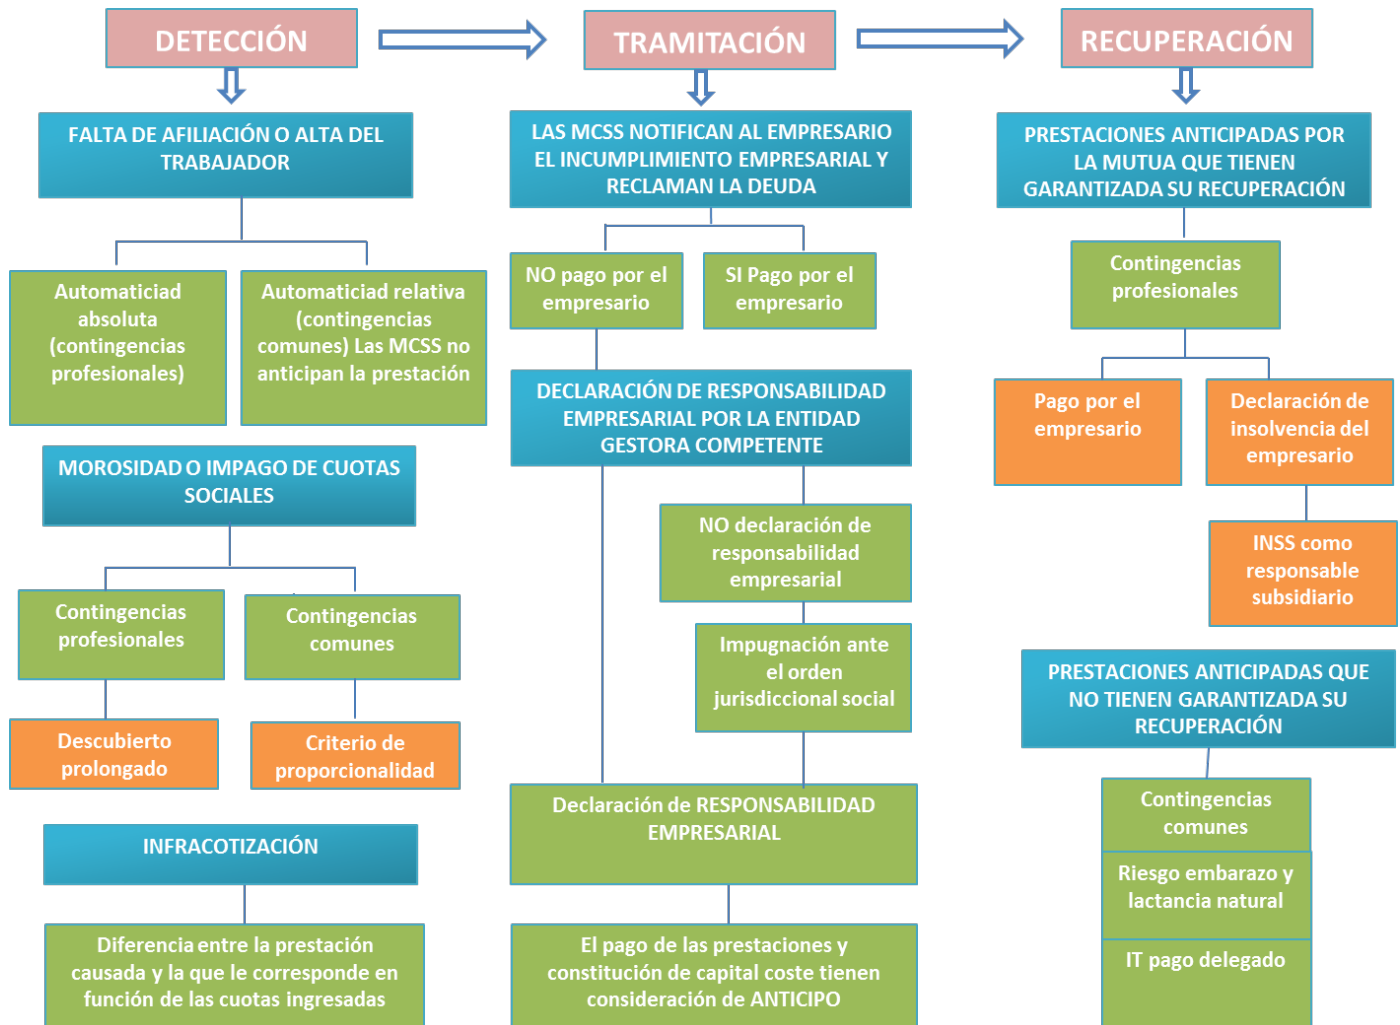 DETECCIÓN
TRAMITACIÓN
RECUPERACIÓN
FALTA DE AFILIACIÓN O ALTA DEL
TRABAJADOR
Automaticiad
absoluta
(contingencias
profesionales)
Automaticiad relativa
(contingencias
comunes) Las MCSS no
anticipan la prestación
MOROSIDAD O IMPAGO DE CUOTAS
SOCIALES
Contingencias
profesionales
Contingencias
comunes
Descubierto
prolongado
Criterio de
proporcionalidad
INFRACOTIZACIÓN
Diferencia entre la prestación
causada y la que le corresponde en
función de las cuotas ingresadas
LAS MCSS NOTIFICAN AL EMPRESARIO
EL INCUMPLIMIENTO EMPRESARIAL Y
RECLAMAN LA DEUDA
NO pago por el
empresario
SI Pago por el
empresario
DECLARACIÓN DE RESPONSABILIDAD
EMPRESARIAL POR LA ENTIDAD
GESTORA COMPETENTE
NO declaración de
responsabilidad
empresarial
Impugnación ante
el orden
jurisdiccional social
Declaración de RESPONSABILIDAD
EMPRESARIAL
El pago de las prestaciones y
constitución de capital coste tienen
consideración de ANTICIPO
PRESTACIONES ANTICIPADAS POR
LA MUTUA QUE TIENEN
GARANTIZADA SU RECUPERACIÓN
Contingencias
profesionales
Pago por el
empresario
Declaración de
insolvencia del
empresario
INSS como
responsable
subsidiario
PRESTACIONES ANTICIPADAS QUE
NO TIENEN GARANTIZADA SU
RECUPERACIÓN
Contingencias
comunes
Riesgo embarazo y
lactancia natural
IT pago delegado